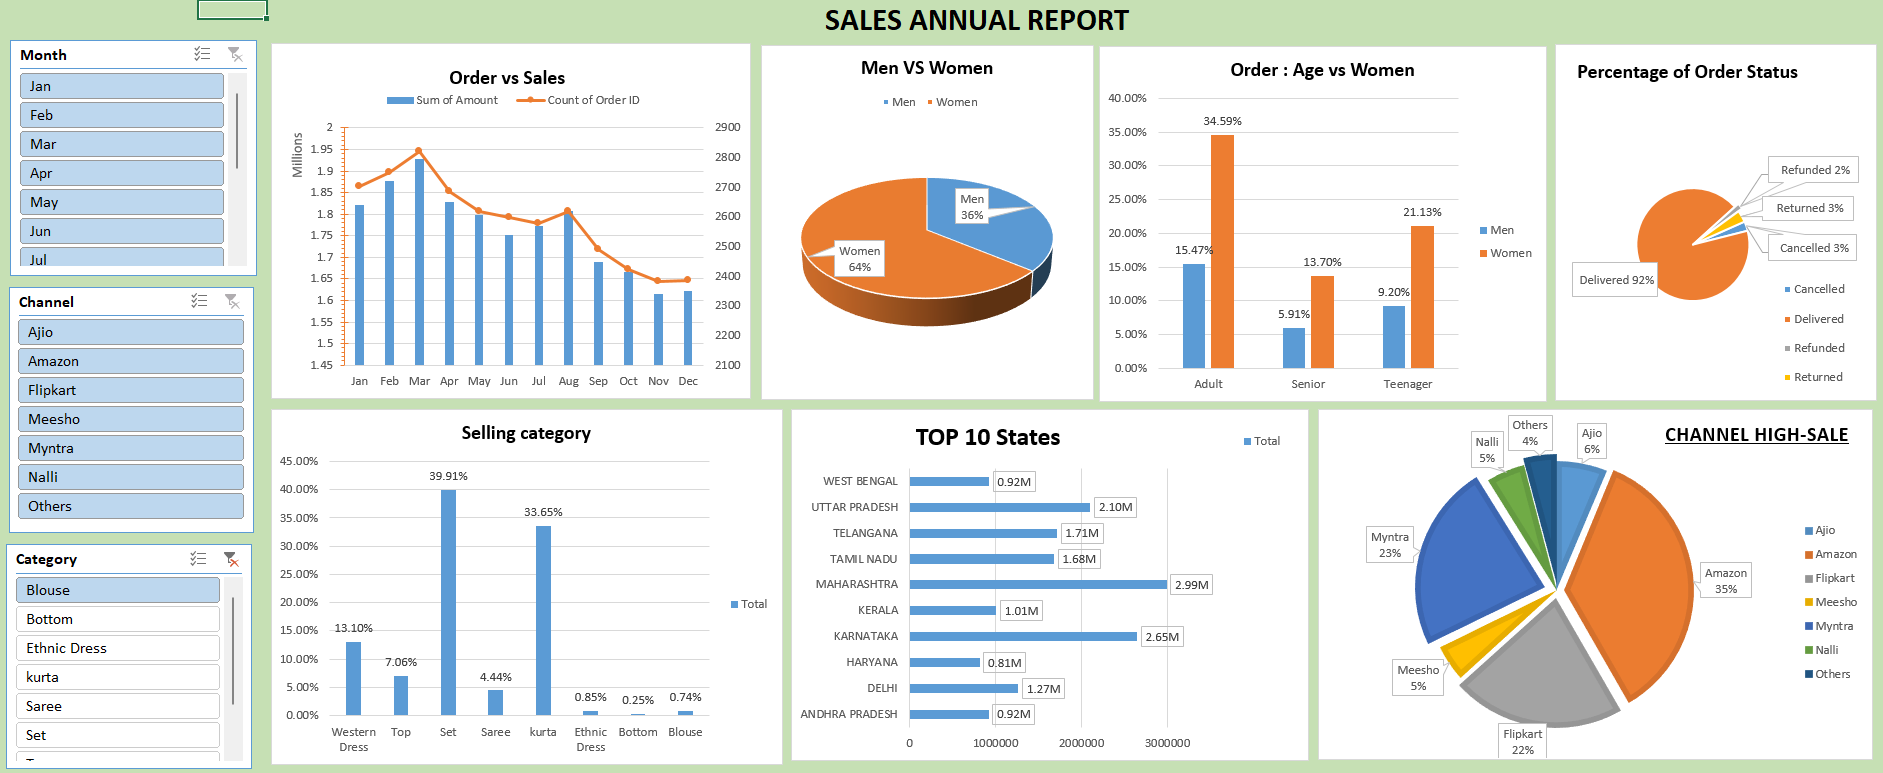 SALES ANNUAL REPORT
Month
Jan
Feb
Mar
Apr
May
Jun
Jul
Channel
Ajio
Amazon
Flipkart
Meesho
Myntra
Nalli
Others
Category
Blouse
Bottom
Ethnic Dress
kurta
Saree
Set
Order vs Sales
Sum of Amount
Count of Order ID
Millions
2
1.95
1.9
1.85
1.8
1.75
1.7
1.65
1.6
1.55
1.5
1.45
2900
2800
2700
2600
2500
2400
2300
2200
2100
Jan Feb Mar Apr May Jun Jul Aug Sep Oct Nov Dec
Men VS Women
Men Women
Men
36%
Women
64%
Order : Age vs Women
40.00%
35.00%
30.00%
25.00%
20.00%
15.00%
10.00%
5.00%
0.00%
34.59%
15.47%
13.70%
5.91%
21.13%
9.20%
Adult Senior Teenager
Men
Women
Percentage of Order Status
Refunded 2%
Returned 3%
Cancelled 3%
Delivered 92%
Cancelled
Delivered
Refunded
Returned
Selling category
45.00%
40.00%
35.00%
30.00%
25.00%
20.00%
15.00%
10.00%
5.00%
0.00%
13.10%
7.06%
39.91%
4.44%
33.65%
0.85%
0.25%
0.74%
Western
Dress
Top
Set
Saree
kurta
Ethnic
Dress
Bottom
Blouse
Total
TOP 10 States
Total
WEST BENGAL 0.92M
UTTAR PRADESH 2.10M
TELANGANA 1.71M
TAMIL NADU 1.68M
MAHARASHTRA 2.99M
KERALA 1.01M
KARNATAKA 2.65M
HARYANA 0.81M
DELHI 1.27M
ANDHRA PRADESH 0.92M
0 1000000 2000000 3000000
CHANNEL HIGH-SALE
Others
4%
Ajio
6%
Nalli
5%
Myntra
23%
Amazon
35%
Meesho
5%
Flipkart
22%
Ajio
Amazon
Flipkart
Meesho
Myntra
Nalli
Others